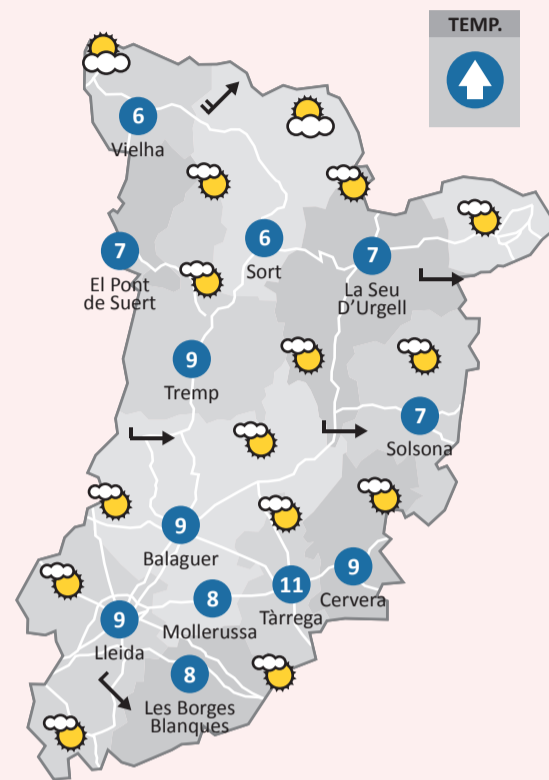 TEMP.
6
Vielha
6
Sort
7
El Pont
de Suert
7
La Seu
D'Urgell
9
Tremp
7
Solsona
9
Balaguer
9
Cervera
11
Tàrrega
8
Mollerussa
9
Lleida
8
Les Borges
Blanques